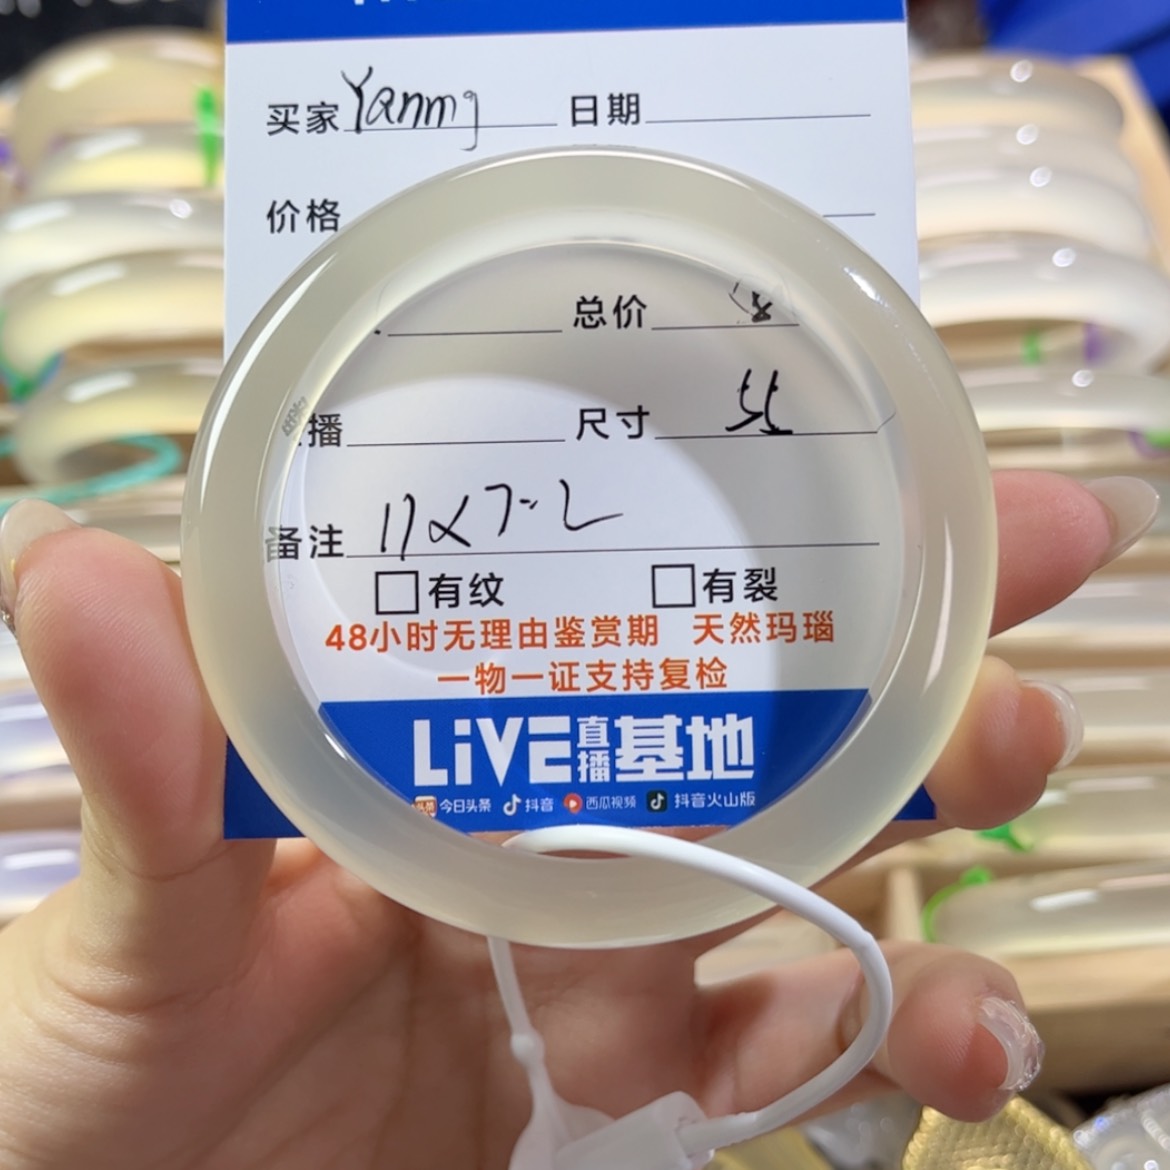 买家 Yanmg 日期
价格
总价
播 尺寸
备注 11×7.2
有纹 有裂
48小时无理由鉴赏期 天然玛瑙
一物一证支持复检
LiVE直播基地
今日头条 抖音 西瓜视频 抖音火山版